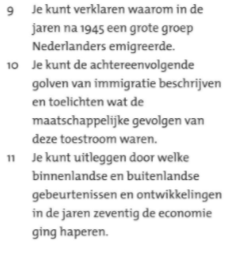 9 Je kunt verklaren waarom in de
jaren na 1945 een grote groep
Nederlanders emigreerde.
10 Je kunt de achtereenvolgende
golven van immigratie beschrijven
en toelichten wat de
maatschappelijke gevolgen van
deze toestroom waren.
11 Je kunt uitleggen door welke
binnenlandse en buitenlandse
gebeurtenissen en ontwikkelingen
in de jaren zeventig de economie
ging haperen.